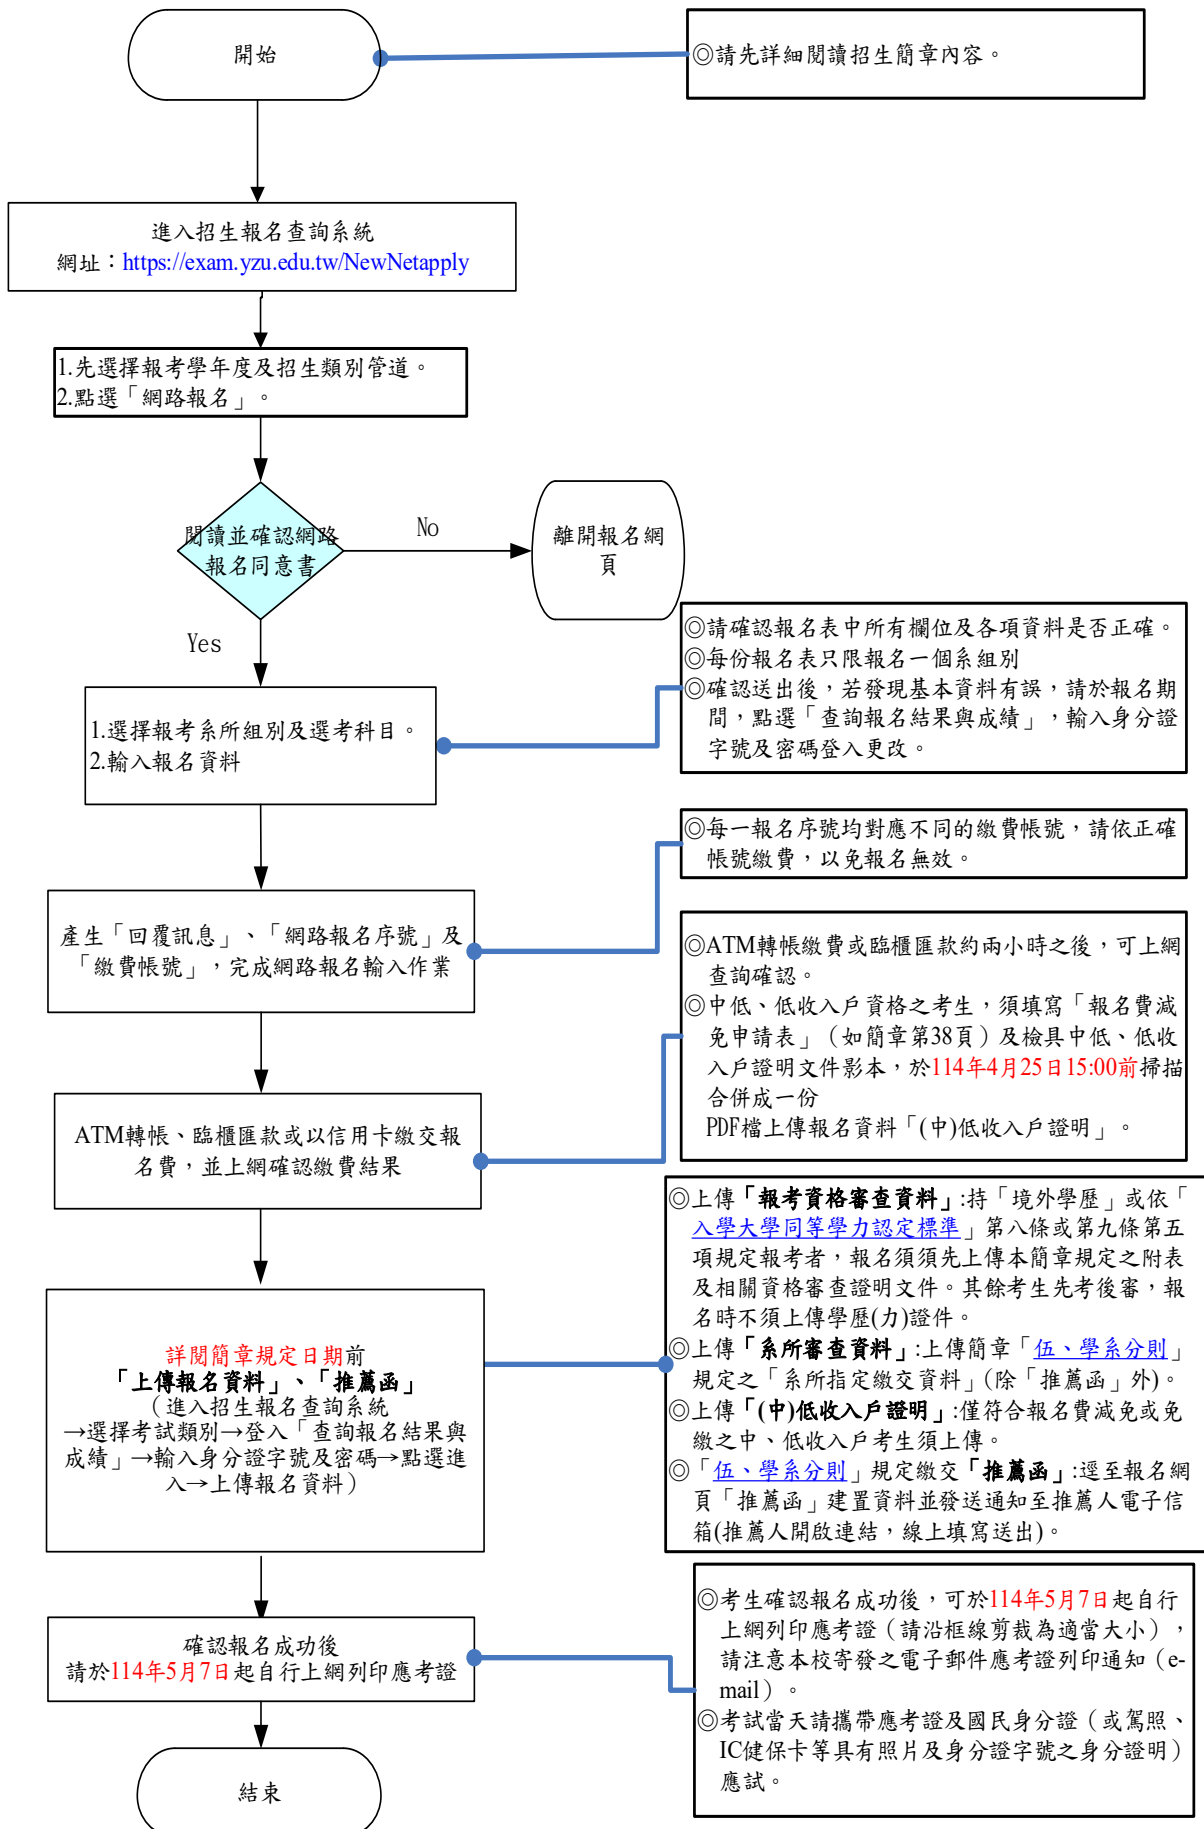 開始
◎請先詳細閱讀招生簡章內容。
進入招生報名查詢系統
網址：https://exam.yzu.edu.tw/NewNetapply
1.先選擇報考學年度及招生類別管道。
2.點選「網路報名」。
閱讀並確認網路
報名同意書
No
離開報名網
頁
Yes
◎請確認報名表中所有欄位及各項資料是否正確。
◎每份報名表只限報名一個系組別
◎確認送出後，若發現基本資料有誤，請於報名期
間，點選「查詢報名結果與成績」，輸入身分證
字號及密碼登入更改。
1.選擇報考系所組別及選考科目。
2.輸入報名資料
◎每一報名序號均對應不同的繳費帳號，請依正確
帳號繳費，以免報名無效。
產生「回覆訊息」、「網路報名序號」及
「繳費帳號」，完成網路報名輸入作業
◎ATM轉帳繳費或臨櫃匯款約兩小時之後，可上網
查詢確認。
◎中低、低收入戶資格之考生，須填寫「報名費減
免申請表」（如簡章第38頁）及檢具中低、低收
入戶證明文件影本，於114年4月25日15:00前掃描
合併成一份
PDF檔上傳報名資料「(中)低收入戶證明」。
ATM轉帳、臨櫃匯款或以信用卡繳交報
名費，並上網確認繳費結果
◎上傳「報考資格審查資料」:持「境外學歷」或依「
入學大學同等學力認定標準」第八條或第九條第五
項規定報考者，報名須須先上傳本簡章規定之附表
及相關資格審查證明文件。其餘考生先考後審，報
名時不須上傳學歷(力)證件。
◎上傳「系所審查資料」:上傳簡章「伍、學系分則」
規定之「系所指定繳交資料」(除「推薦函」外)。
◎上傳「(中)低收入戶證明」:僅符合報名費減免或免
繳之中、低收入戶考生須上傳。
◎「伍、學系分則」規定繳交「推薦函」:逕至報名網
頁「推薦函」建置資料並發送通知至推薦人電子信
箱(推薦人開啟連結，線上填寫送出)。
詳閱簡章規定日期前
「上傳報名資料」、「推薦函」
（進入招生報名查詢系統
→選擇考試類別→登入「查詢報名結果與
成績」→輸入身分證字號及密碼→點選進
入→上傳報名資料）
◎考生確認報名成功後，可於114年5月7日起自行
上網列印應考證（請沿框線剪裁為適當大小），
請注意本校寄發之電子郵件應考證列印通知（e-
mail）。
◎考試當天請攜帶應考證及國民身分證（或駕照、
IC健保卡等具有照片及身分證字號之身分證明）
應試。
確認報名成功後
請於114年5月7日起自行上網列印應考證
結束